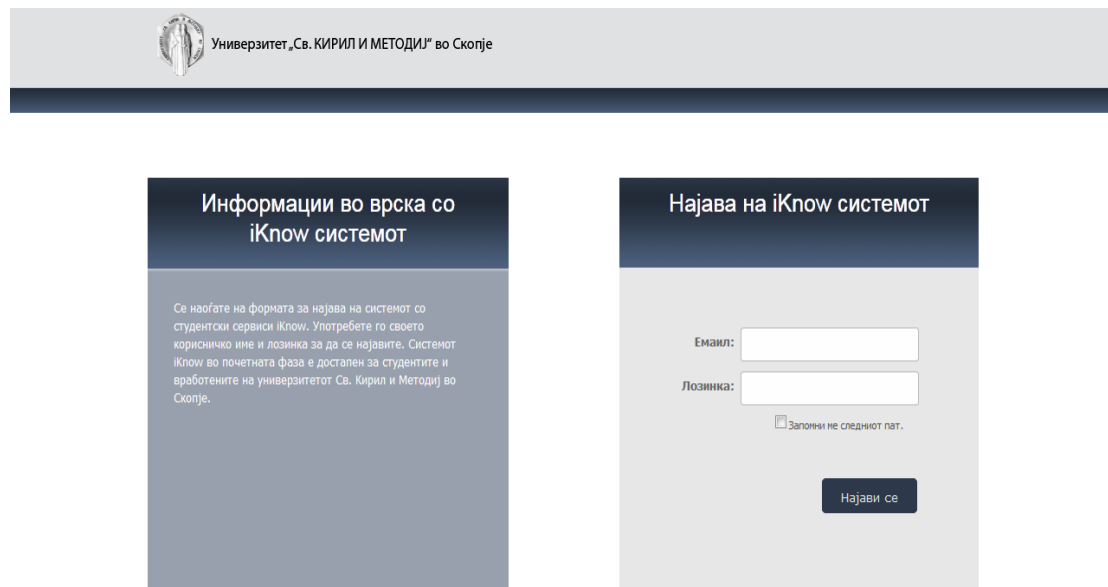 Универзитет „Св. КИРИЛ И МЕТОДИЈ“ во Скопје
Информации во врска со
iKnow системот
Се наоѓате на формата за најава на системот со
студентски сервиси iKnow. Употребете го своето
корисничко име и лозинка за да се најавите. Системот
iKnow во почетната фаза е достапен за студентите и
вработените на универзитетот Св. Кирил и Методиј во
Скопје.
Најава на iKnow системот
Емаил:
Лозинка:
Запомни ме следниот пат.
Најави се